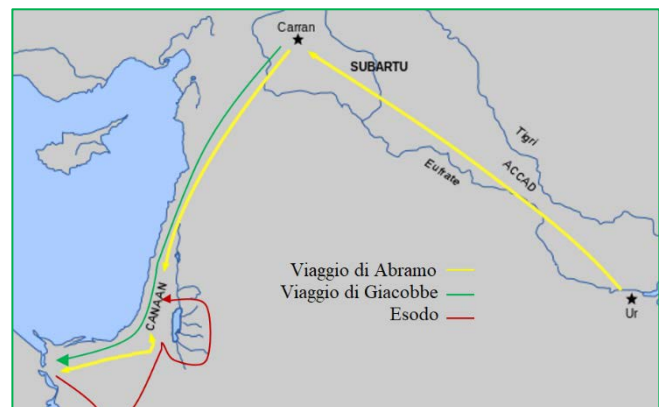 Carran
SUBARTU
Tigri
Eufrate
ACCAD
Ur
CANAAN
Viaggio di Abramo
Viaggio di Giacobbe
Esodo